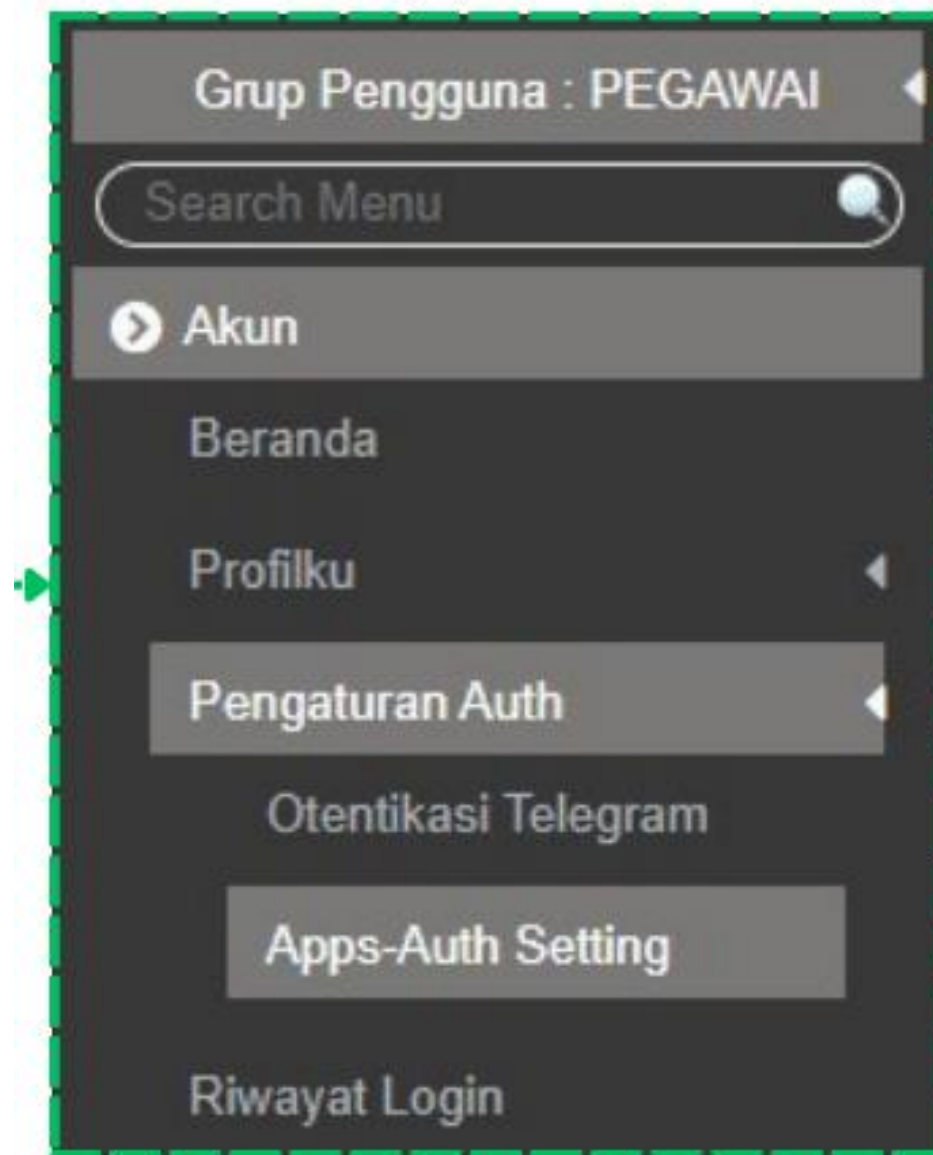 Grup Pengguna : PEGAWAI
Search Menu
Akun
Beranda
Profilku
Pengaturan Auth
Otentikasi Telegram
Apps-Auth Setting
Riwayat Login